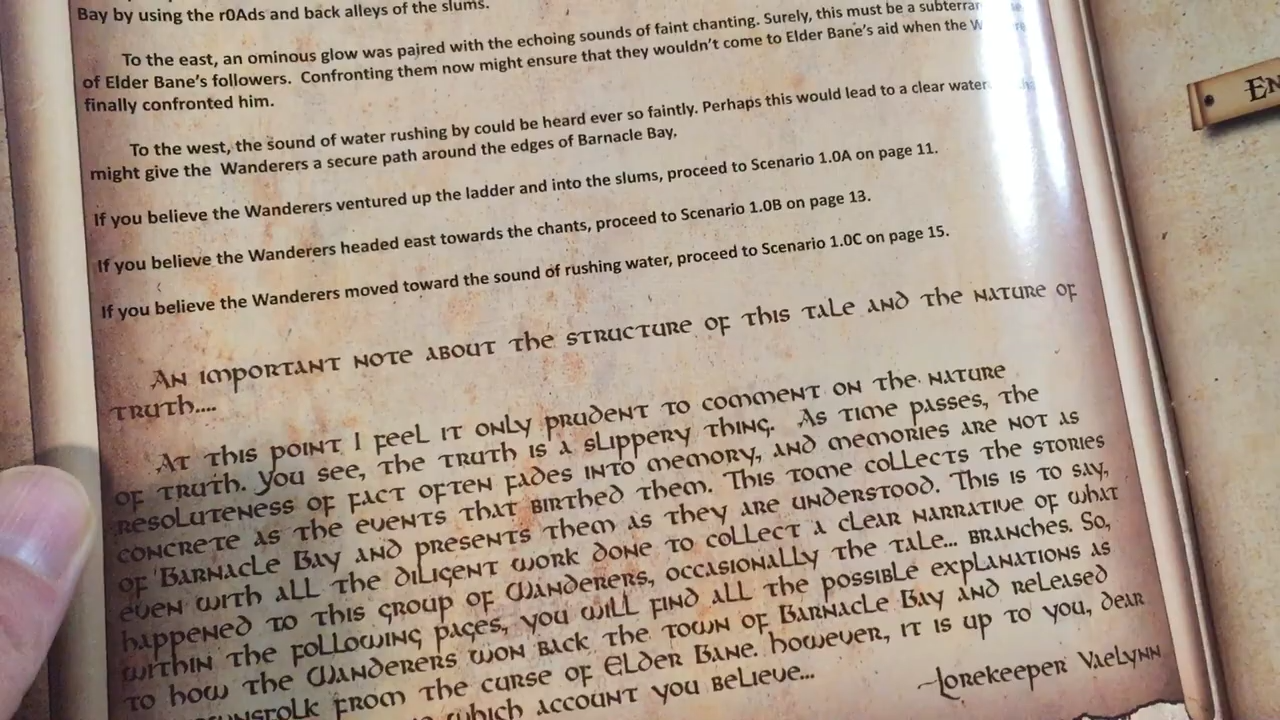 Bay by using the r0Ads and back alleys of the slums.
To the east, an ominous glow was paired with the echoing sounds of faint chanting. Surely, this must be a
of Elder Bane's followers. Confronting them now might ensure that they wouldn't come to Elder Bane's aid when the
finally confronted him.
To the west, the sound of water rushing by could be heard ever so faintly. Perhaps this would lead to a clear
might give the Wanderers a secure path around the edges of Barnacle Bay.
If you believe the Wanderers ventured up the ladder and into the slums, proceed to Scenario 1.0A on page 11.
If you believe the Wanderers headed east towards the chants, proceed to Scenario 1.0B on page 13.
If you believe the Wanderers moved toward the sound of rushing water, proceed to Scenario 1.0C on page 15.
An important note about the structure of this tale and the nature of
truth....
At this point I feel it only prudent to comment on the nature
of truth. You see, the truth is a slippery thing. As time passes, the
resoluteness of fact often fades into memory, and memories are not as
concrete as the events that birthed them. This tome collects the stories
of Barnacle Bay and presents them as they are understood. This is to say,
even with all the diligent work done to collect a clear narrative of what
happened to this group of Wanderers, occasionally the tale... branches. So,
within the following pages, you will find all the possible explanations as
to how the Wanderers won back the town of Barnacle Bay and released
from the curse of Elder Bane. however, it is up to you, dear
which account you believe...
~Lorekeeper Vaelynn